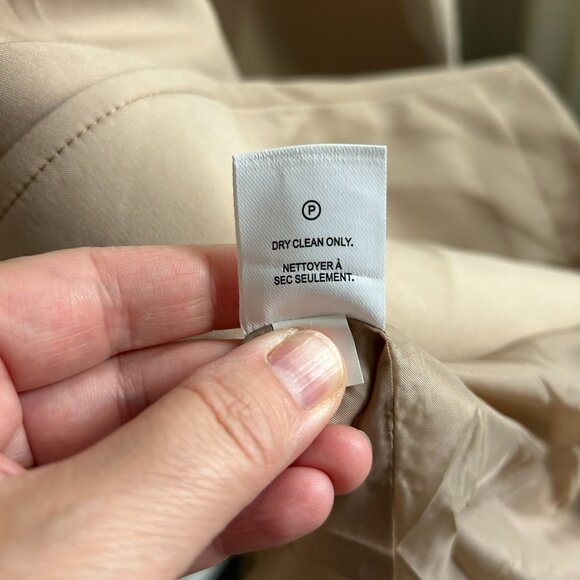 Ⓟ
DRY CLEAN ONLY.
NETTOYER À
SEC SEULEMENT.